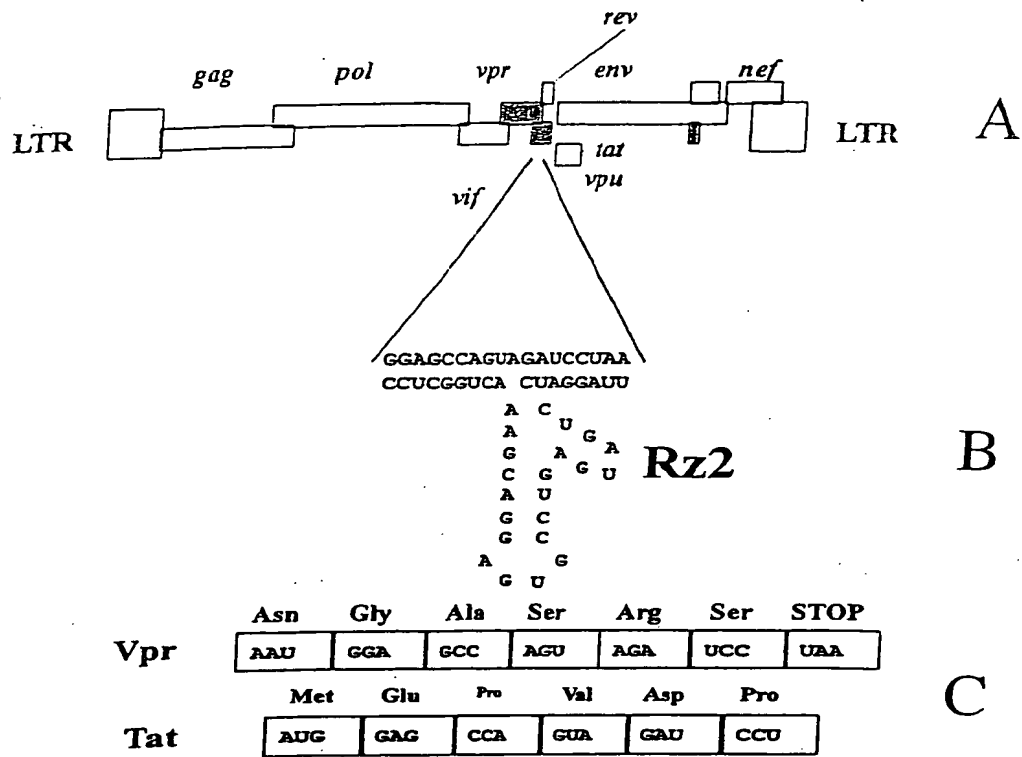 rev
gag pol vpr env nef
LTR LTR A
tat
vpu
vif
GGAGCCAGUAGAUCCUAA
CCUCGGUCA CUAGGAUU
A C
A U
G G A
C A G U
A G
G U
G C
A C
G U G
Rz2
B
Asn Gly Ala Ser Arg Ser STOP
Vpr AAU GGA GCC AGU AGA UCC UAA
Met Glu Pro Val Asp Pro
C
Tat AUG GAG CCA GUA GAU CCU